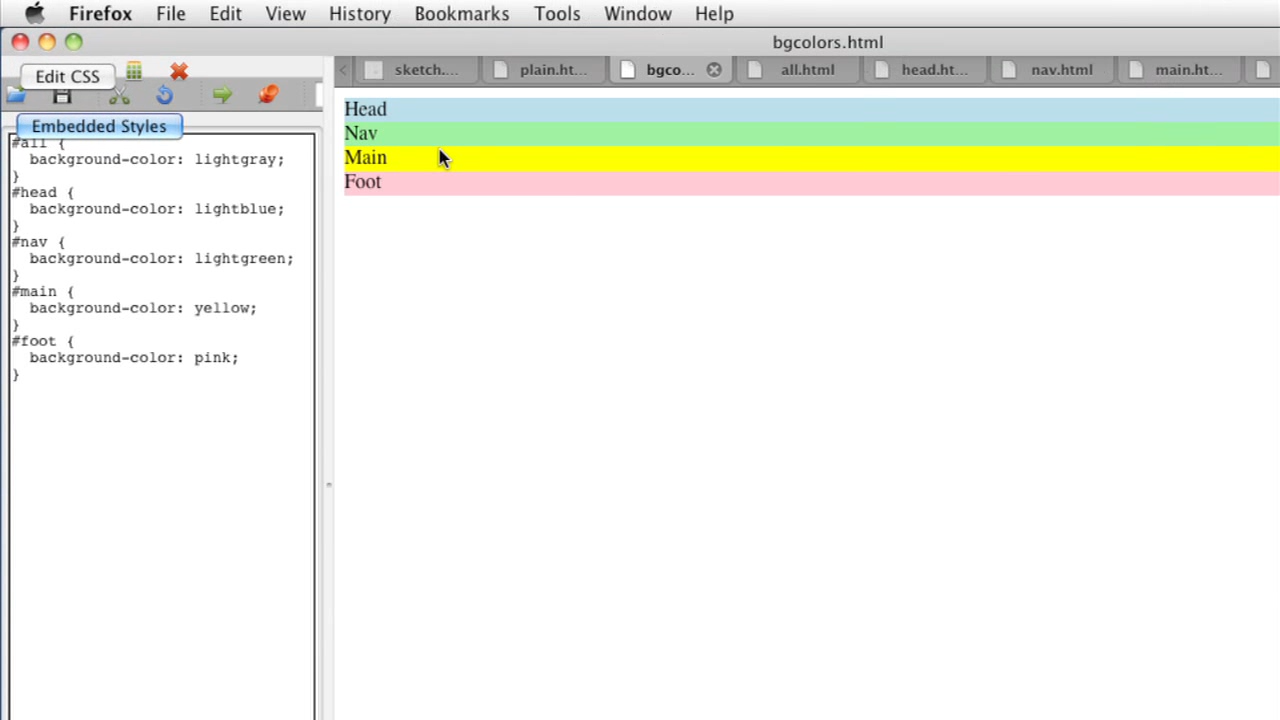 Firefox File Edit View History Bookmarks Tools Window Help
bgcolors.html
Edit CSS
sketch.... plain.ht... bgco... all.html head.ht... nav.html main.ht...
Embedded Styles
#all {
background-color: lightgray;
}
#head {
background-color: lightblue;
}
#nav {
background-color: lightgreen;
}
#main {
background-color: yellow;
}
#foot {
background-color: pink;
}
Head
Nav
Main
Foot